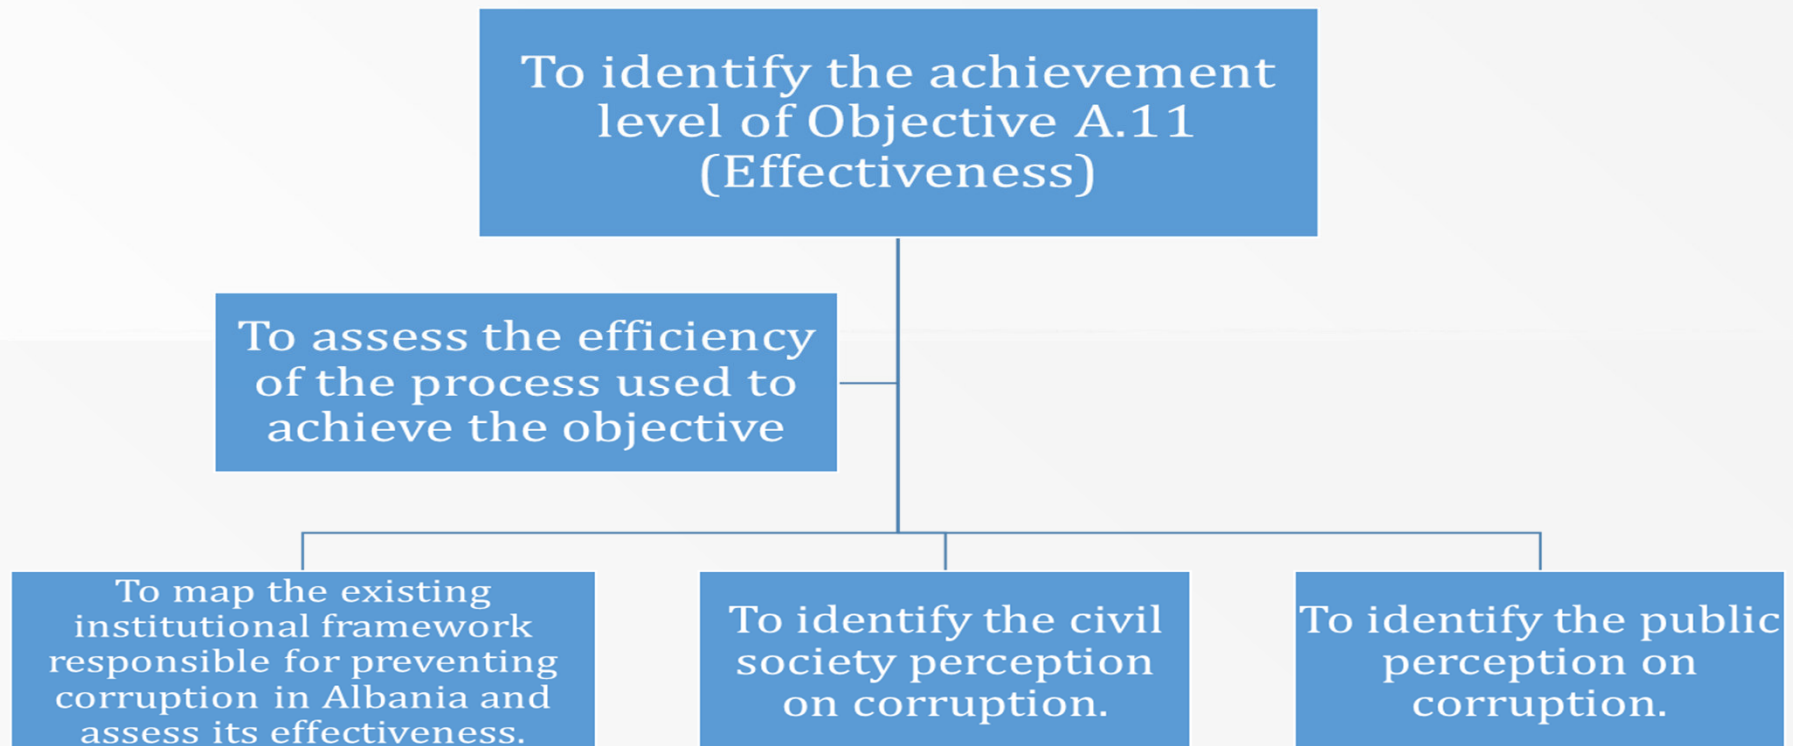 To identify the achievement
level of Objective A.11
(Effectiveness)
To assess the efficiency
of the process used to
achieve the objective
To map the existing
institutional framework
responsible for preventing
corruption in Albania and
assess its effectiveness.
To identify the civil
society perception
on corruption.
To identify the public
perception on
corruption.